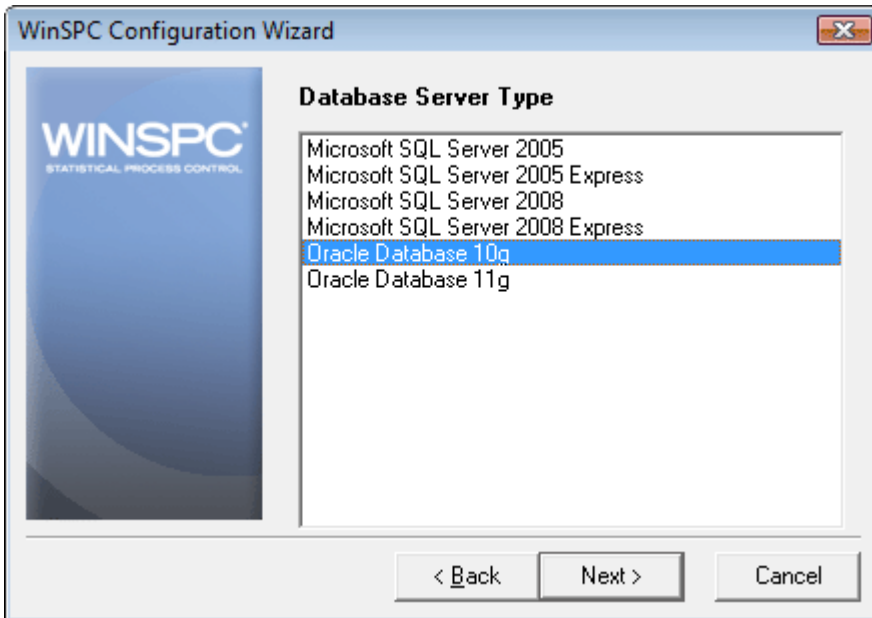 WinSPC Configuration Wizard
WINSPC
STATISTICAL PROCESS CONTROL
Database Server Type
Microsoft SQL Server 2005
Microsoft SQL Server 2005 Express
Microsoft SQL Server 2008
Microsoft SQL Server 2008 Express
Oracle Database 10g
Oracle Database 11g
< Back
Next >
Cancel